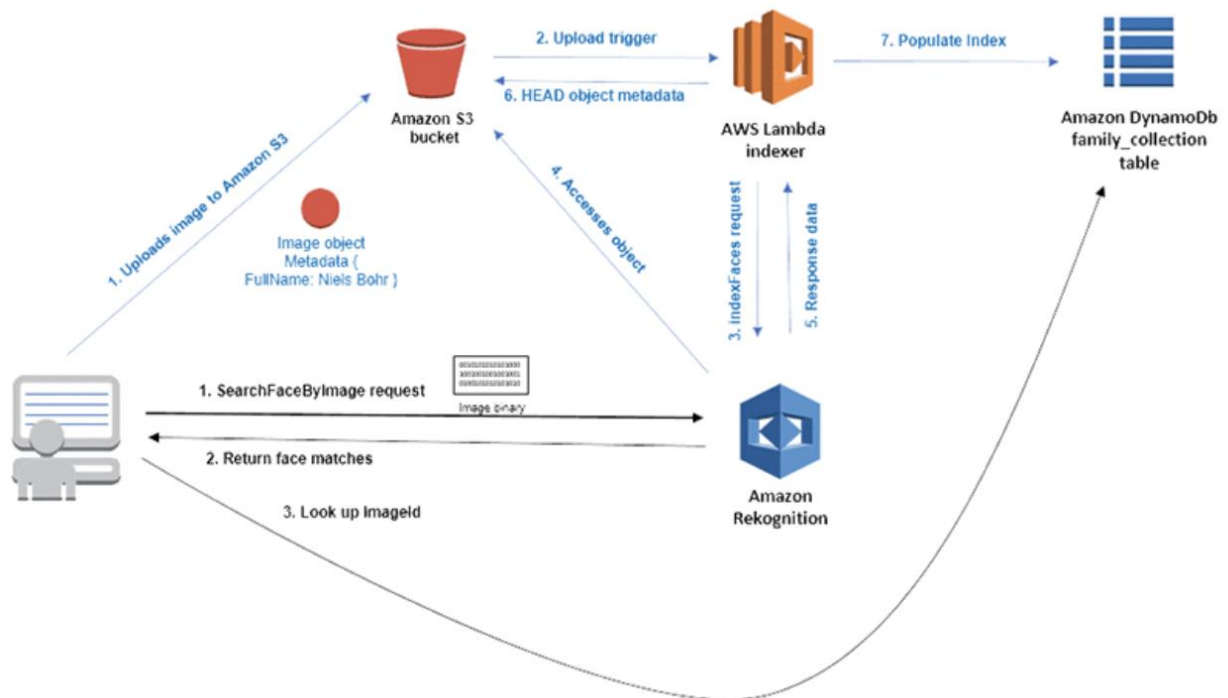 2. Upload trigger
7. Populate Index
6. HEAD object metadata
Amazon S3
bucket
AWS Lambda
indexer
Amazon DynamoDb
family_collection
table
1. Uploads image to Amazon S3
4. Accesses object
3. indexFaces request
5. Response data
Image object
Metadata {
FullName: Niels Bohr }
1. SearchFaceByImage request
Image binary
2. Return face matches
3. Look up ImageId
Amazon
Rekognition